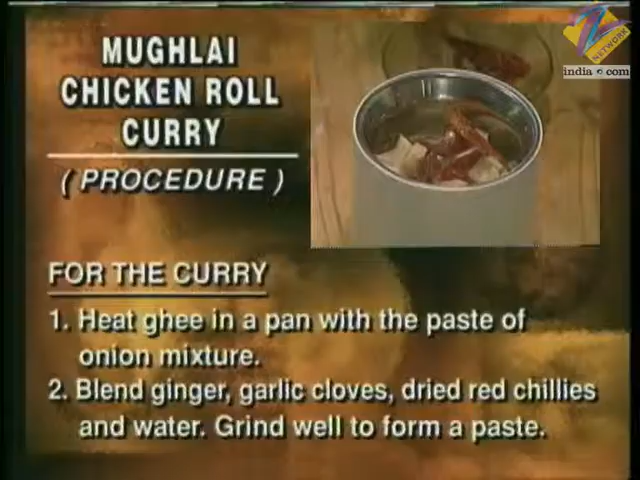 MUGHLAI
CHICKEN ROLL
CURRY
( PROCEDURE )
Z
NETWORK
india com
FOR THE CURRY
1. Heat ghee in a pan with the paste of
onion mixture.
2. Blend ginger, garlic cloves, dried red chillies
and water. Grind well to form a paste.